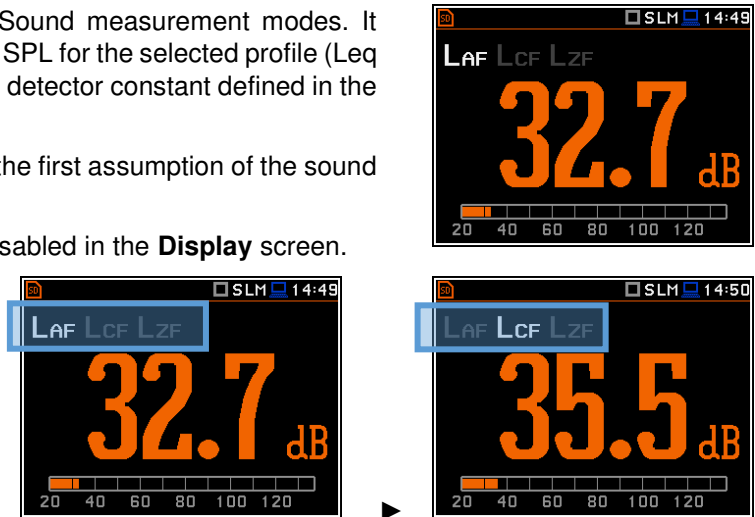 Sound measurement modes. It
SPL for the selected profile (Leq
detector constant defined in the
the first assumption of the sound
sabled in the Display screen.
SD SLM 14:49
LAF LCF LZF
32.7 dB
20 40 60 80 100 120
SD SLM 14:49
LAF LCF LZF
32.7 dB
20 40 60 80 100 120
SD SLM 14:50
LAF LCF LZF
35.5 dB
20 40 60 80 100 120